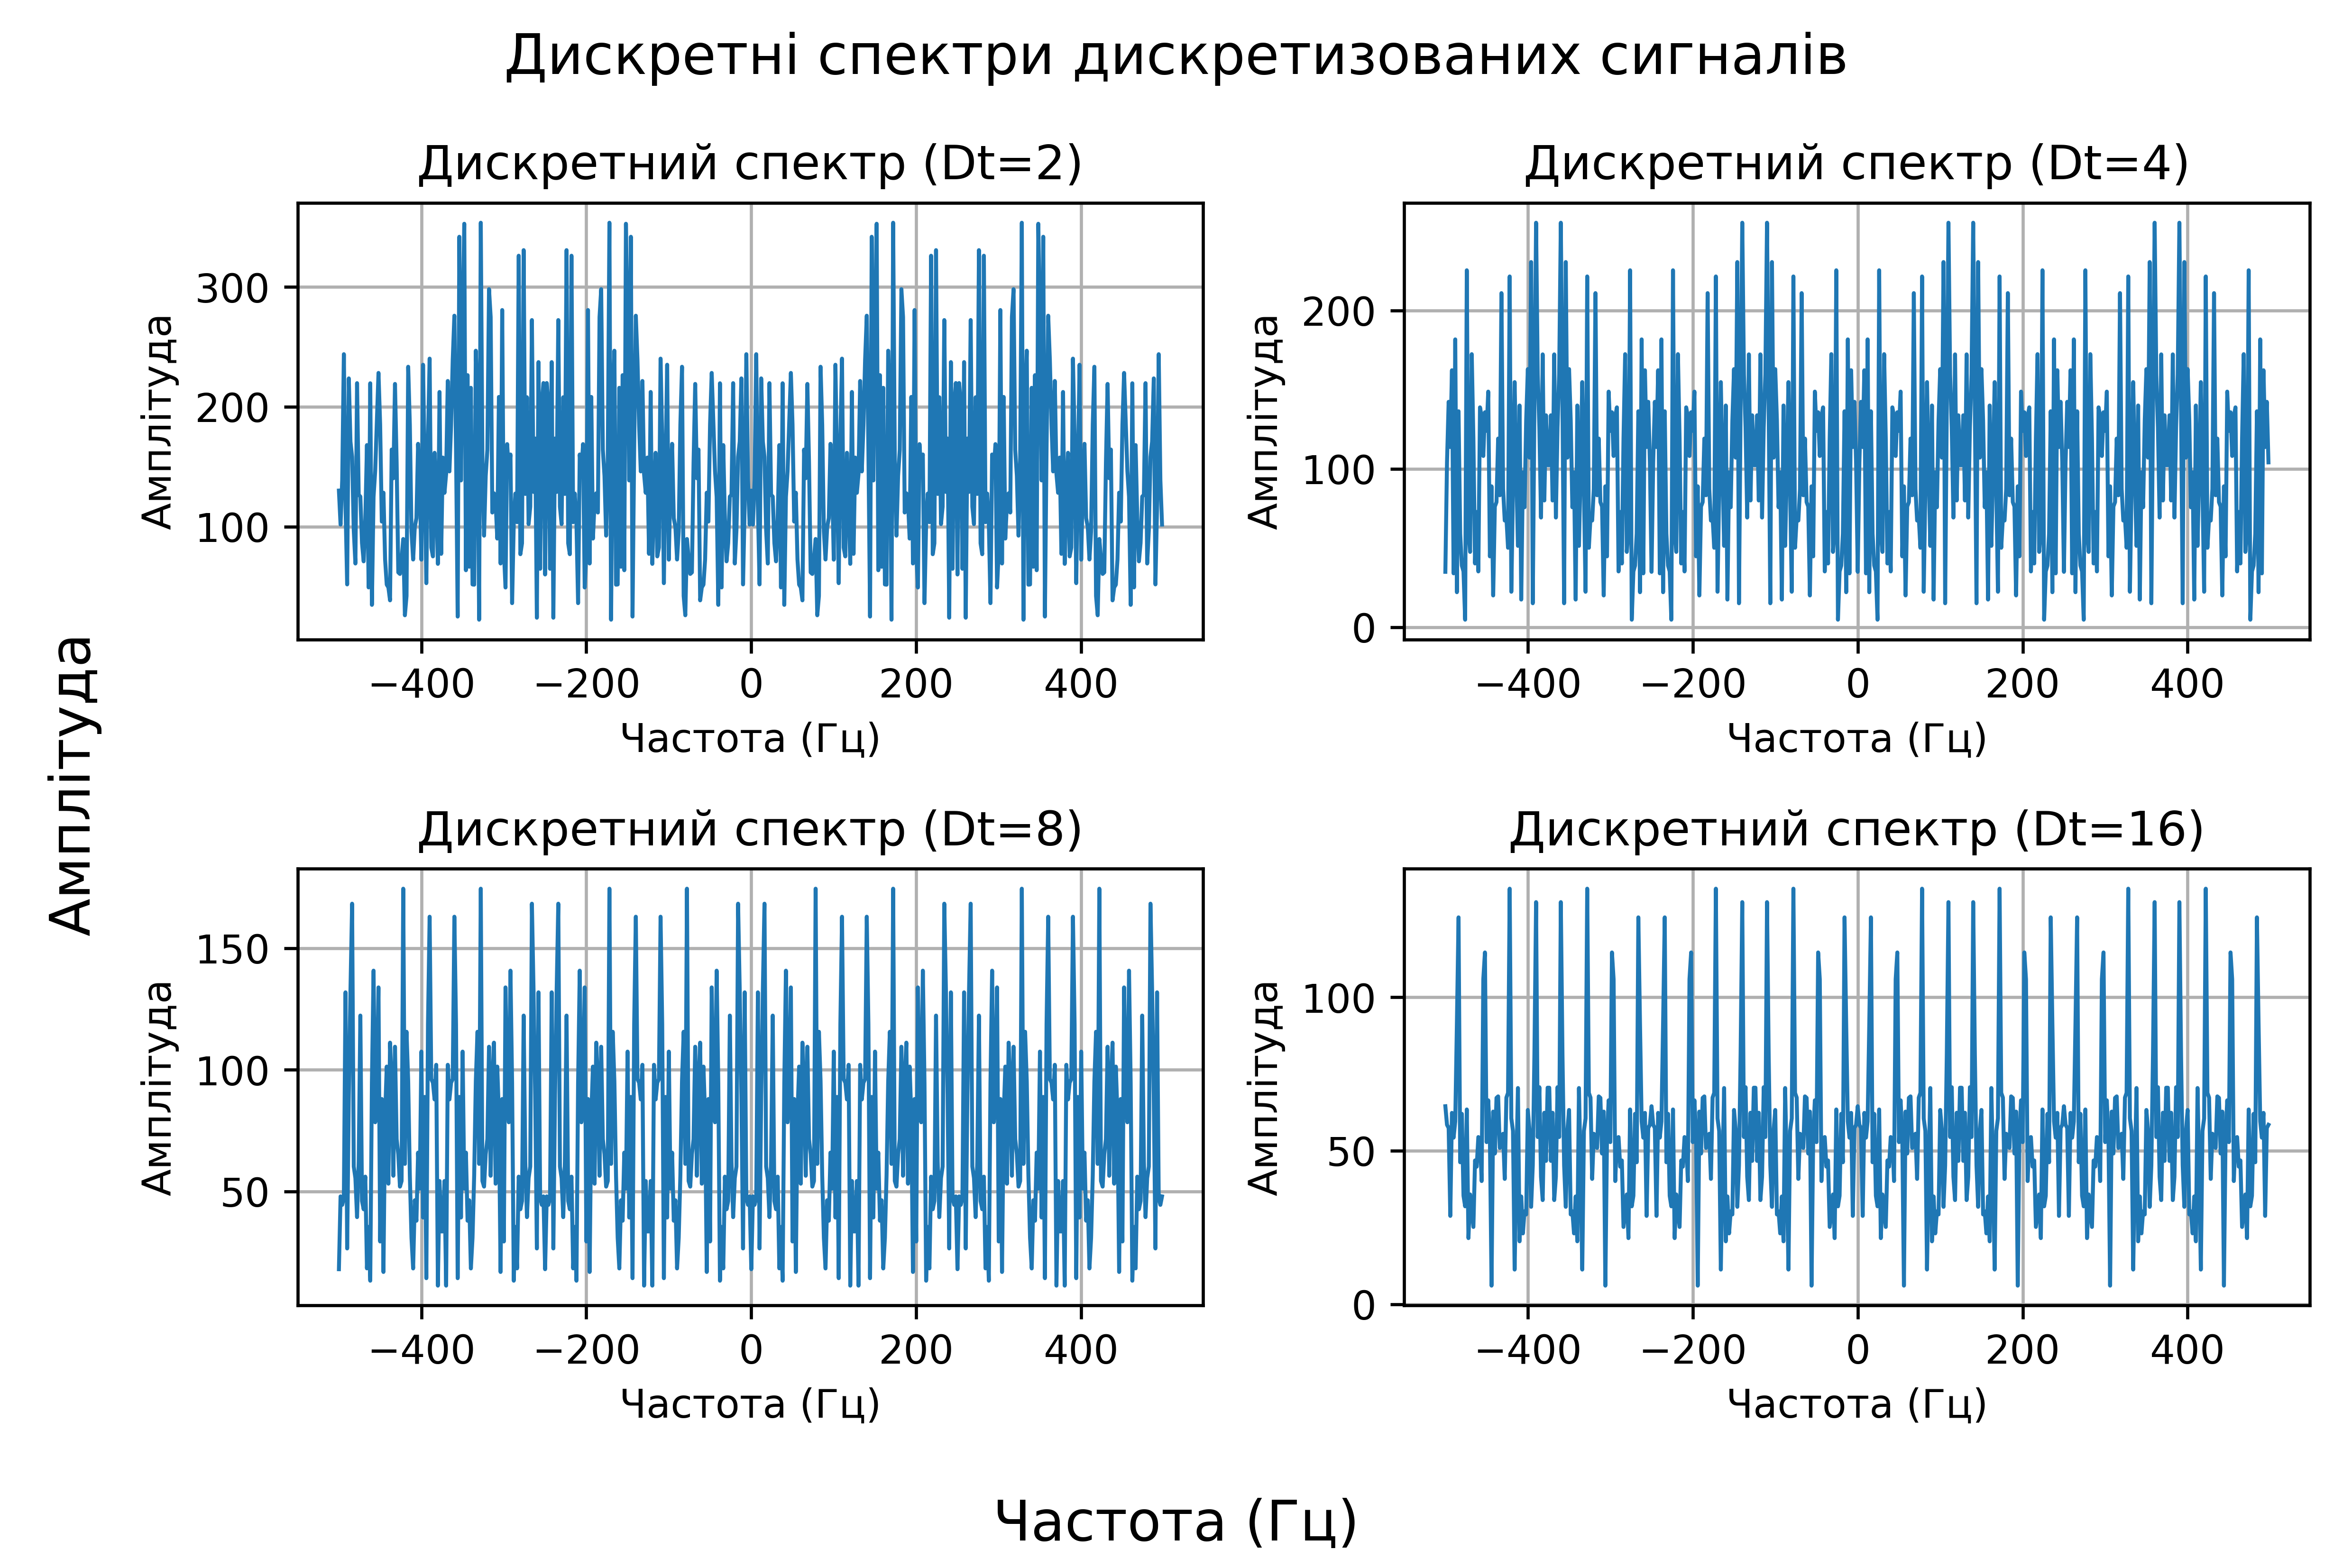 Дискретні спектри дискретизованих сигналів
Дискретний спектр (Dt=2)
Амплітуда
300
200
100
−400 −200 0 200 400
Частота (Гц)
Дискретний спектр (Dt=4)
Амплітуда
200
100
0
−400 −200 0 200 400
Частота (Гц)
Амплітуда
Дискретний спектр (Dt=8)
Амплітуда
150
100
50
−400 −200 0 200 400
Частота (Гц)
Дискретний спектр (Dt=16)
Амплітуда
100
50
0
−400 −200 0 200 400
Частота (Гц)
Частота (Гц)